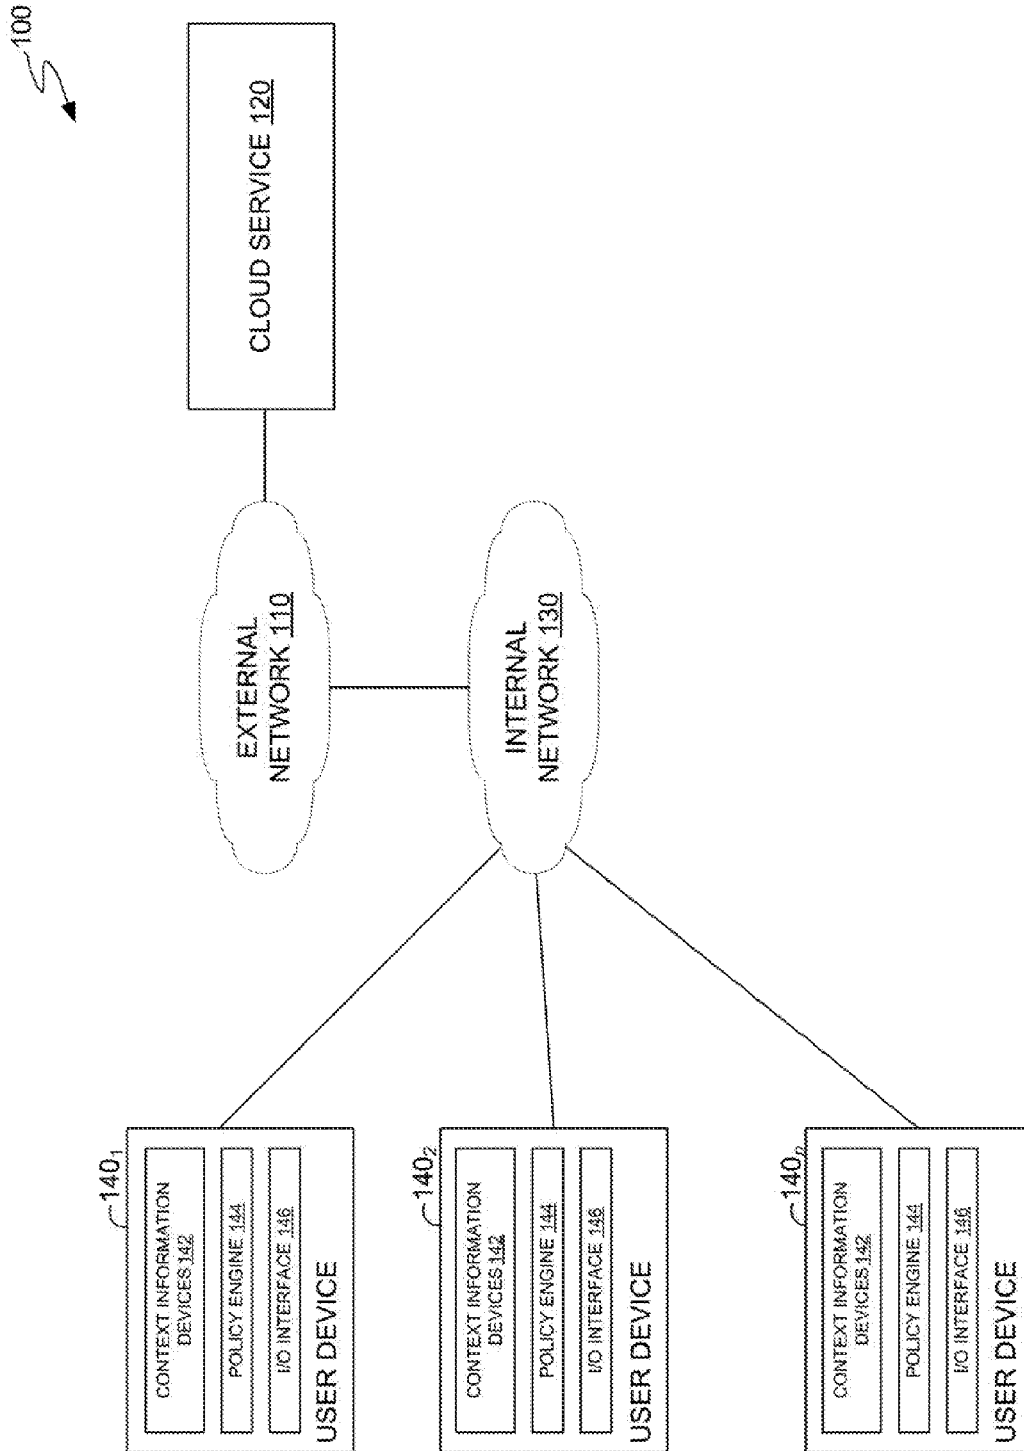 100
CLOUD SERVICE 120
EXTERNAL
NETWORK 110
INTERNAL
NETWORK 130
140₁
CONTEXT INFORMATION
DEVICES 142
POLICY ENGINE 144
I/O INTERFACE 146
USER DEVICE
140₂
CONTEXT INFORMATION
DEVICES 142
POLICY ENGINE 144
I/O INTERFACE 146
USER DEVICE
140ₙ
CONTEXT INFORMATION
DEVICES 142
POLICY ENGINE 144
I/O INTERFACE 146
USER DEVICE